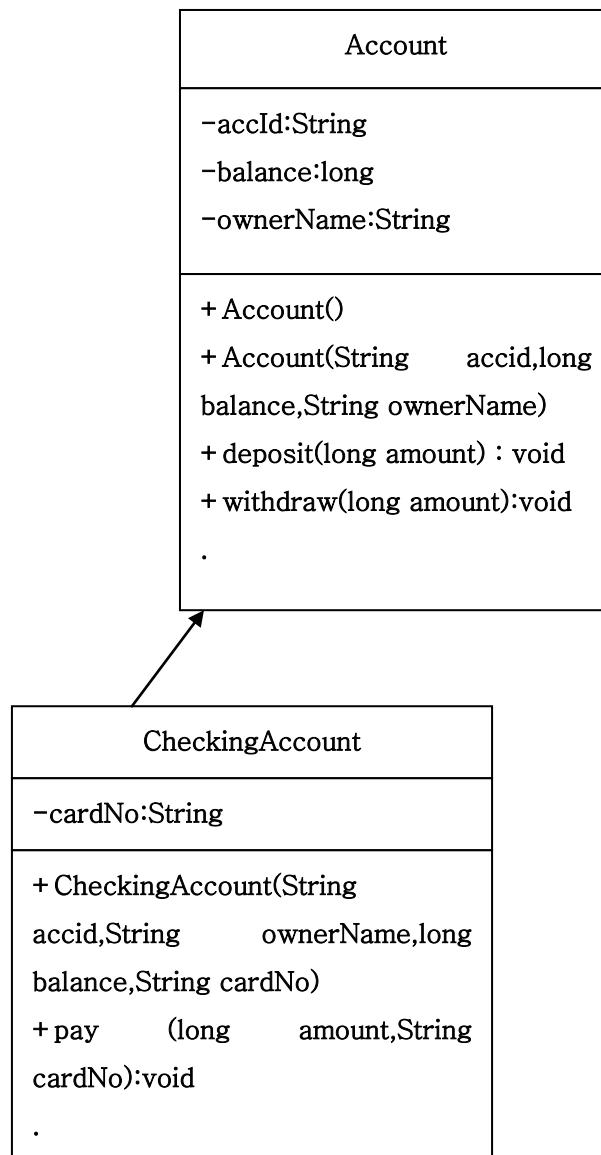 Account
-accId:String
-balance:long
-ownerName:String
+Account()
+Account(String accid,long
balance,String ownerName)
+deposit(long amount) : void
+withdraw(long amount):void
.
CheckingAccount
-cardNo:String
+CheckingAccount(String
accid,String ownerName,long
balance,String cardNo)
+pay (long amount,String
cardNo):void
.